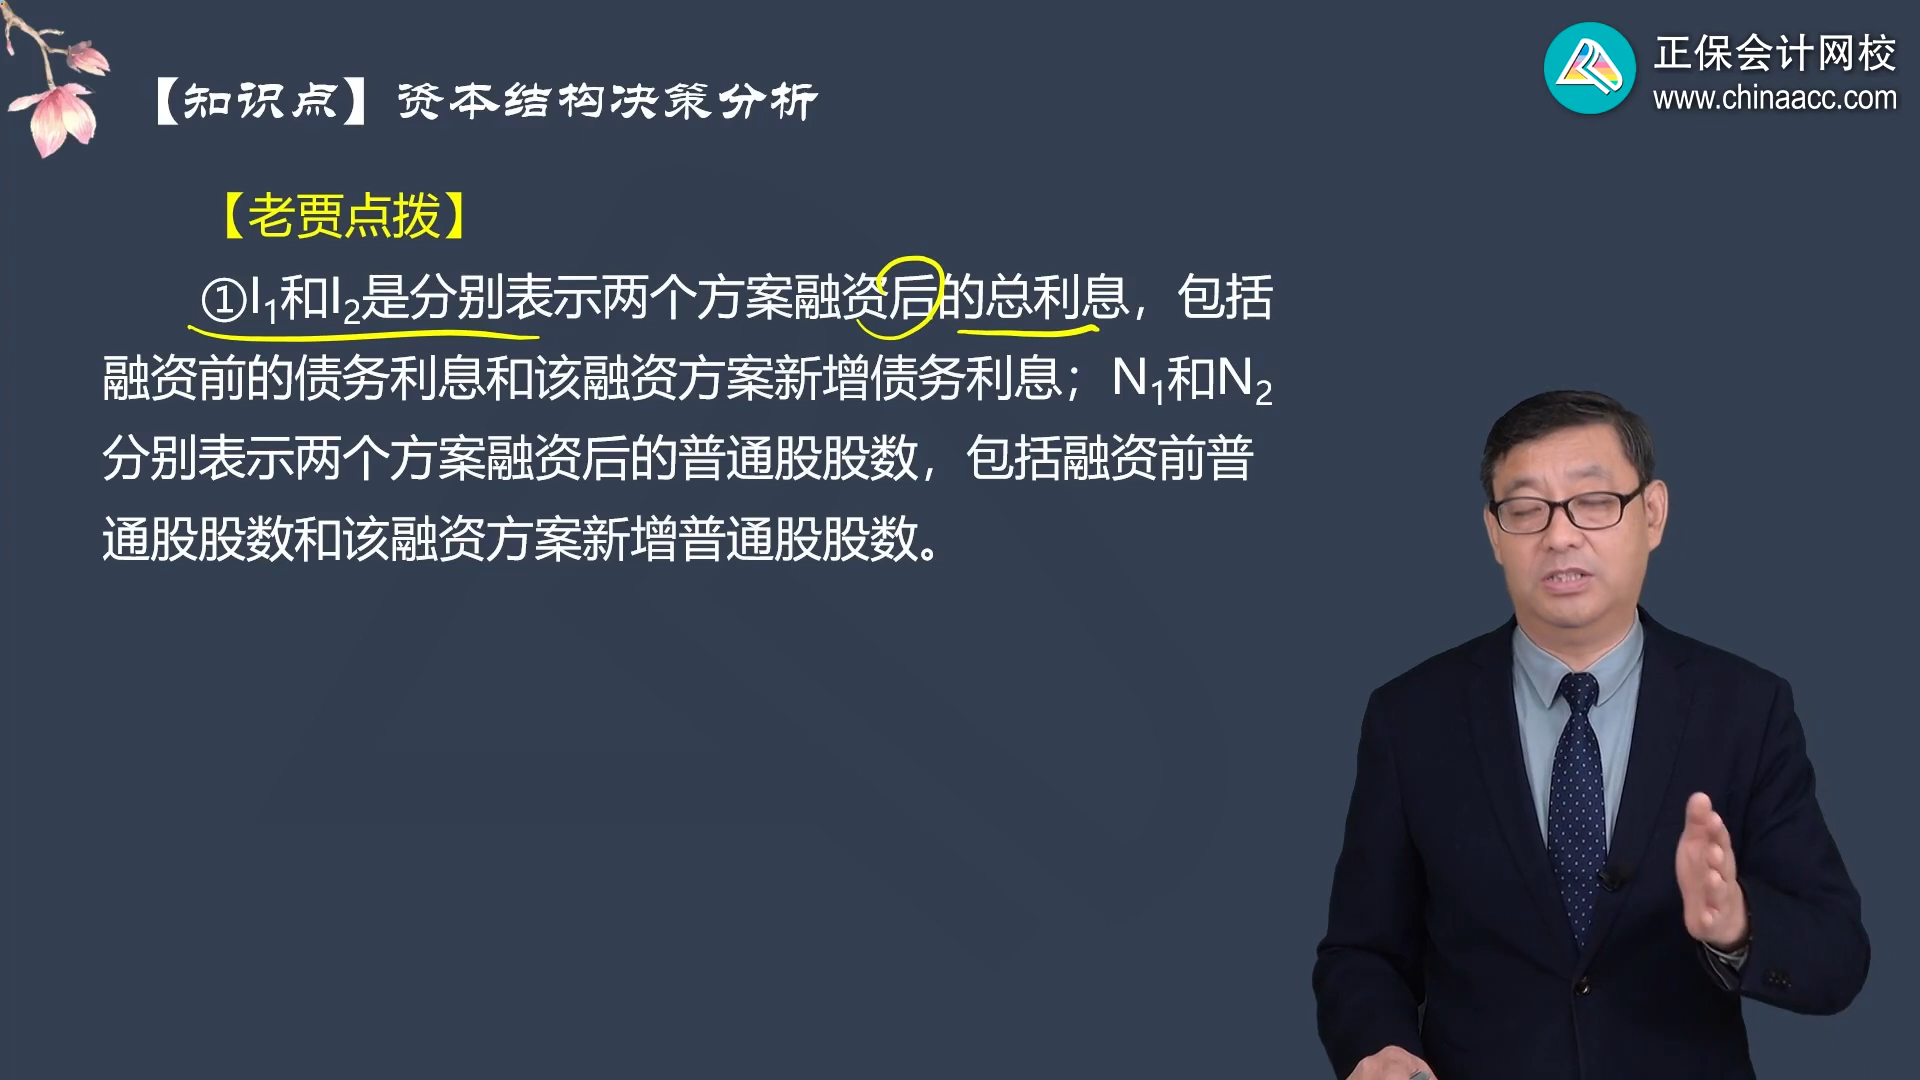 正保会计网校
www.chinaacc.com
【知识点】资本结构决策分析
【老贾点拨】
①I₁和I₂是分别表示两个方案融资后的总利息，包括
融资前的债务利息和该融资方案新增债务利息；N₁和N₂
分别表示两个方案融资后的普通股股数，包括融资前普
通股股数和该融资方案新增普通股股数。